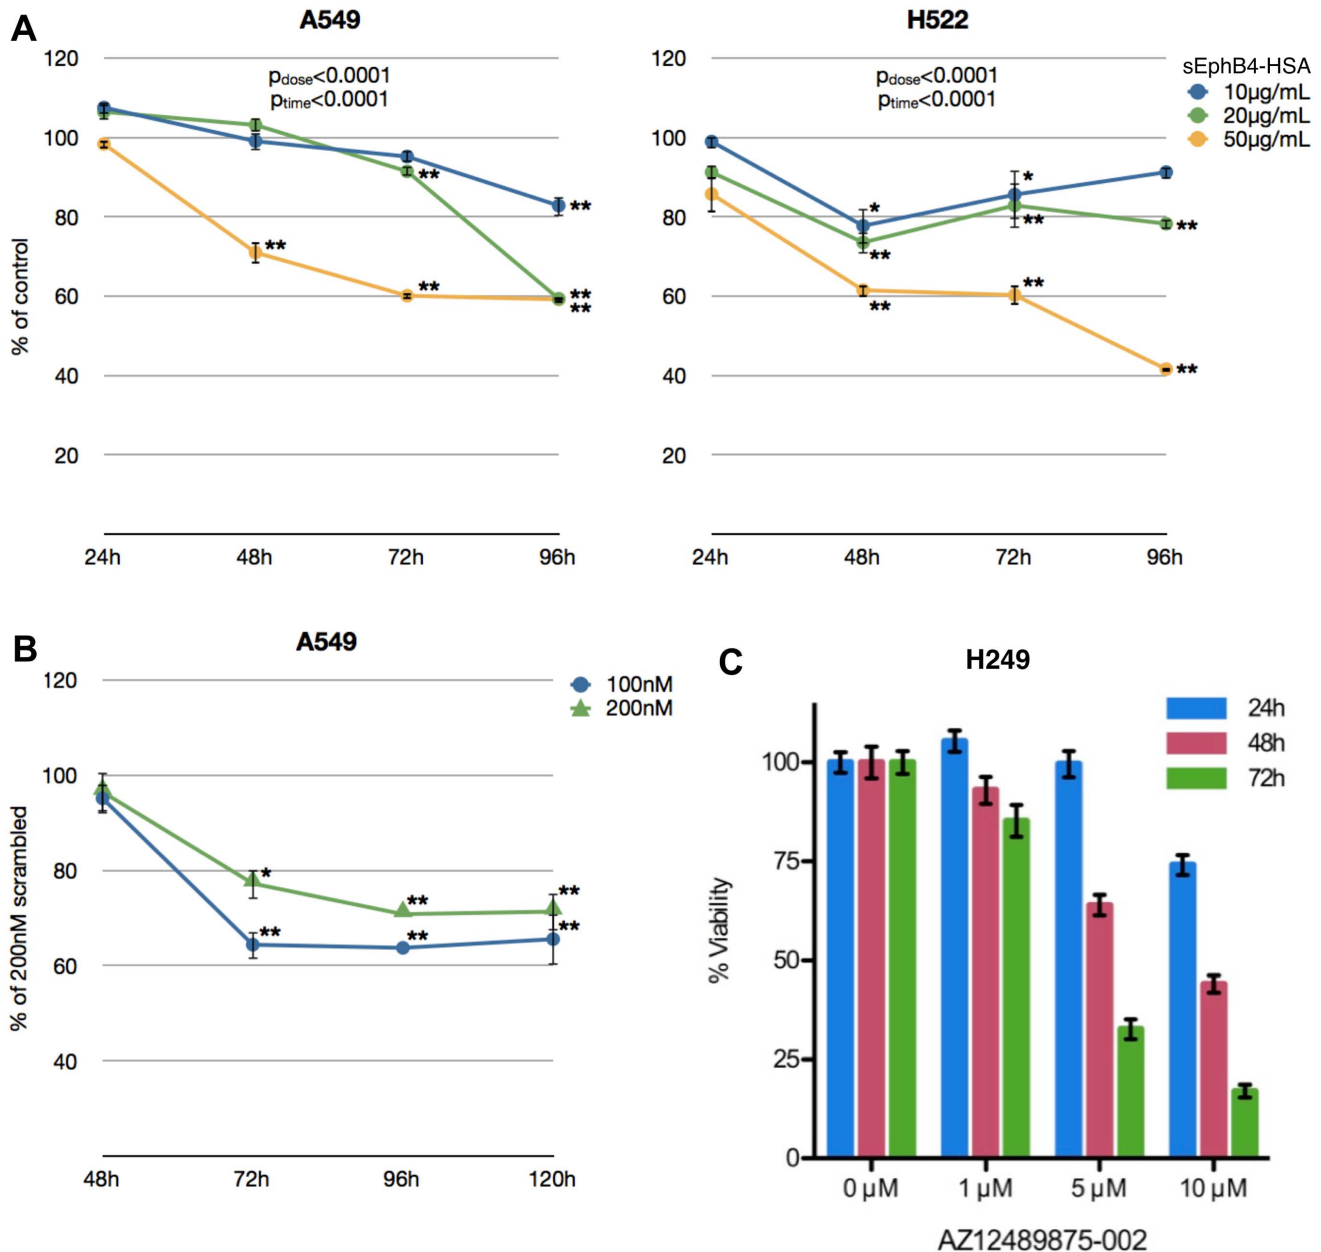 A
A549
H522
120
100
80
60
40
20
% of control
pdose<0.0001
ptime<0.0001
**
**
**
**
**
**
24h
48h
72h
96h
120
100
80
60
40
20
pdose<0.0001
ptime<0.0001
*
**
**
*
**
**
**
**
24h
48h
72h
96h
sEphB4-HSA
10µg/mL
20µg/mL
50µg/mL
B
A549
120
100
80
60
40
% of 200nM scrambled
*
**
**
**
**
**
48h
72h
96h
120h
100nM
200nM
C
H249
24h
48h
72h
100
75
50
25
0
% Viability
0 µM
1 µM
5 µM
10 µM
AZ12489875-002